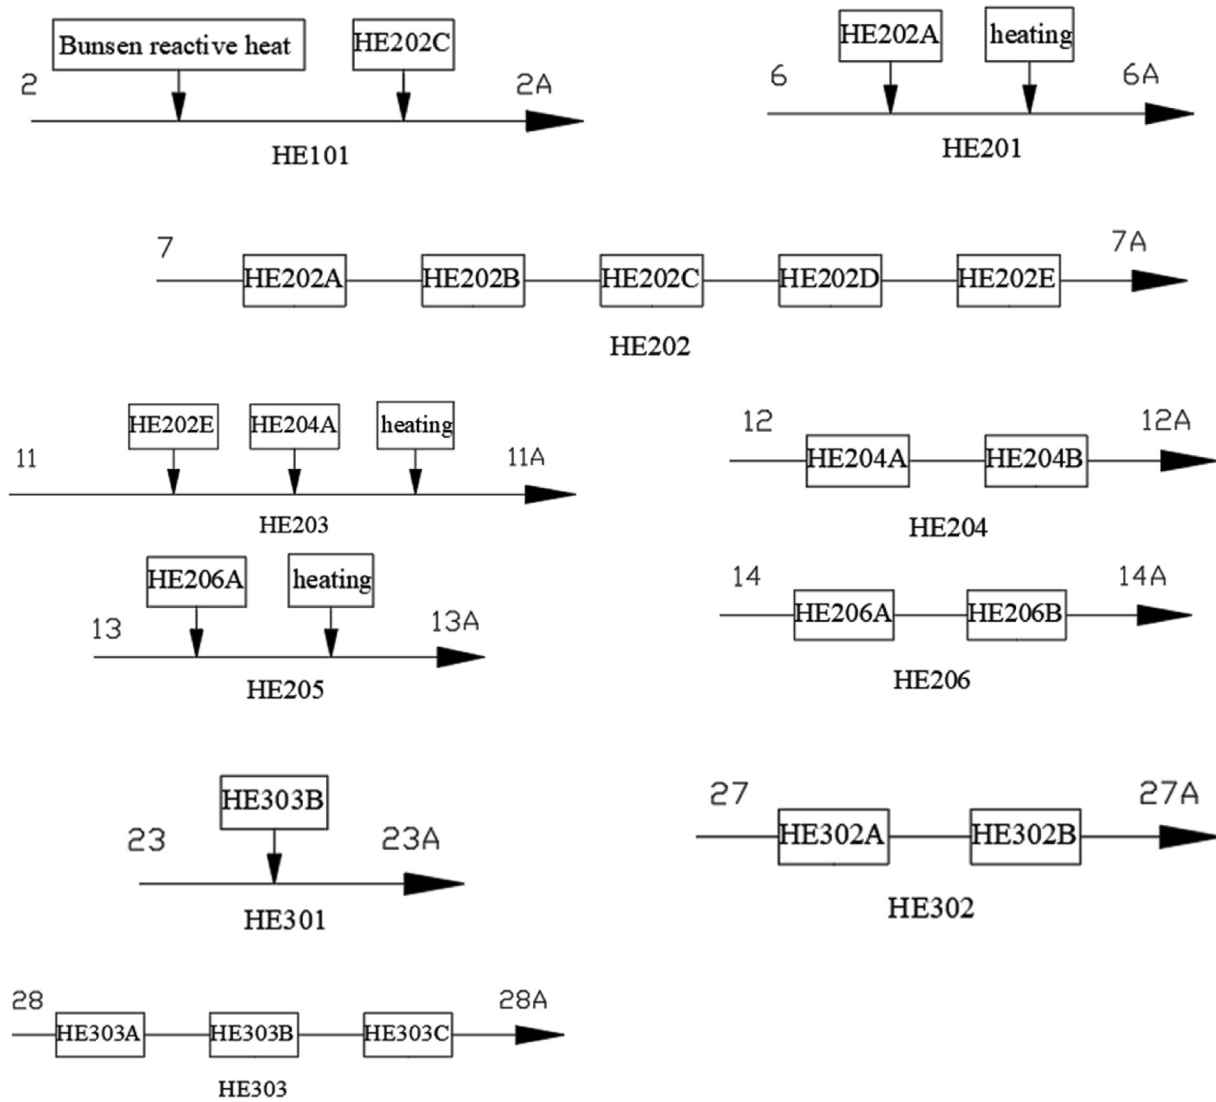 Bunsen reactive heat
HE202C
2
2A
HE101
HE202A
heating
6
6A
HE201
7
7A
HE202A
HE202B
HE202C
HE202D
HE202E
HE202
HE202E
HE204A
heating
11
11A
HE203
12
12A
HE204A
HE204B
HE204
HE206A
heating
13
13A
HE205
14
14A
HE206A
HE206B
HE206
HE303B
23
23A
HE301
27
27A
HE302A
HE302B
HE302
28
28A
HE303A
HE303B
HE303C
HE303